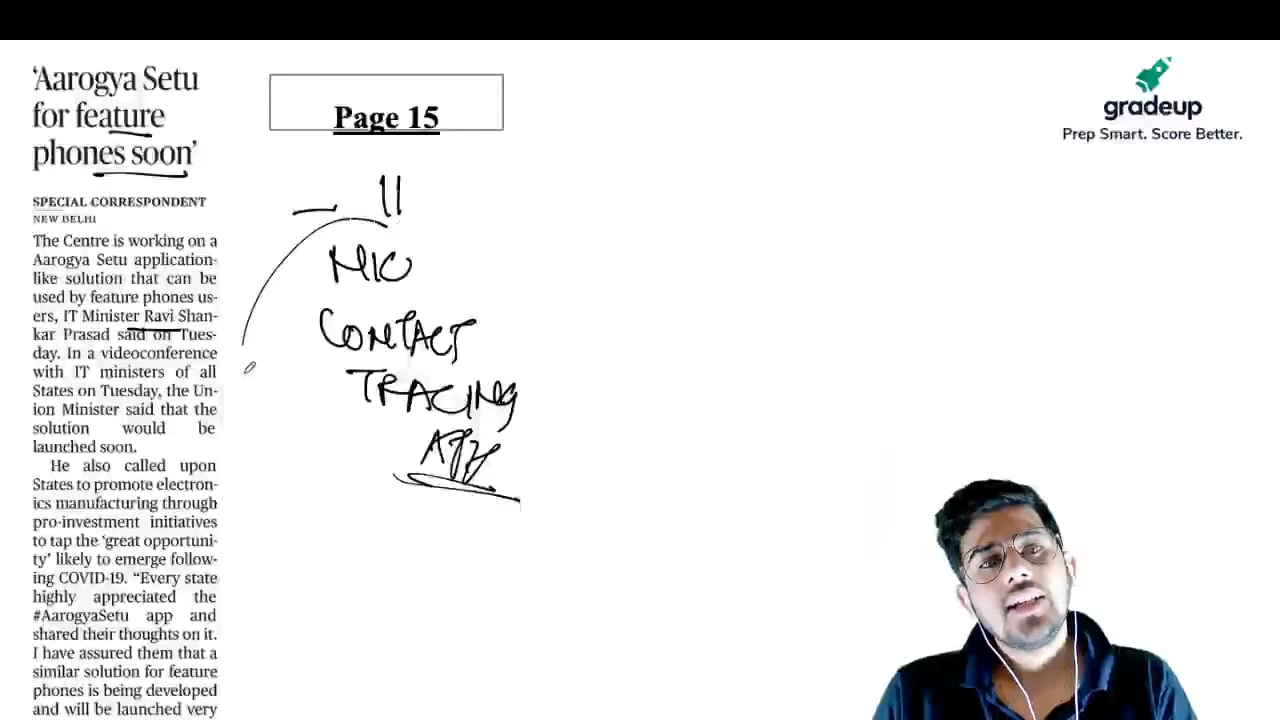 'Aarogya Setu
for feature
phones soon'
SPECIAL CORRESPONDENT
NEW DELHI
The Centre is working on a
Aarogya Setu application-
like solution that can be
used by feature phones us-
ers, IT Minister Ravi Shan-
kar Prasad said on Tues-
day. In a videoconference
with IT ministers of all
States on Tuesday, the Un-
ion Minister said that the
solution would be
launched soon.
He also called upon
States to promote electron-
ics manufacturing through
pro-investment initiatives
to tap the 'great opportuni-
ty' likely to emerge follow-
ing COVID-19. "Every state
highly appreciated the
#AarogyaSetu app and
shared their thoughts on it.
I have assured them that a
similar solution for feature
phones is being developed
and will be launched very
Page 15
NIC
CONTACT
TRACING
APP
gradeup
Prep Smart. Score Better.